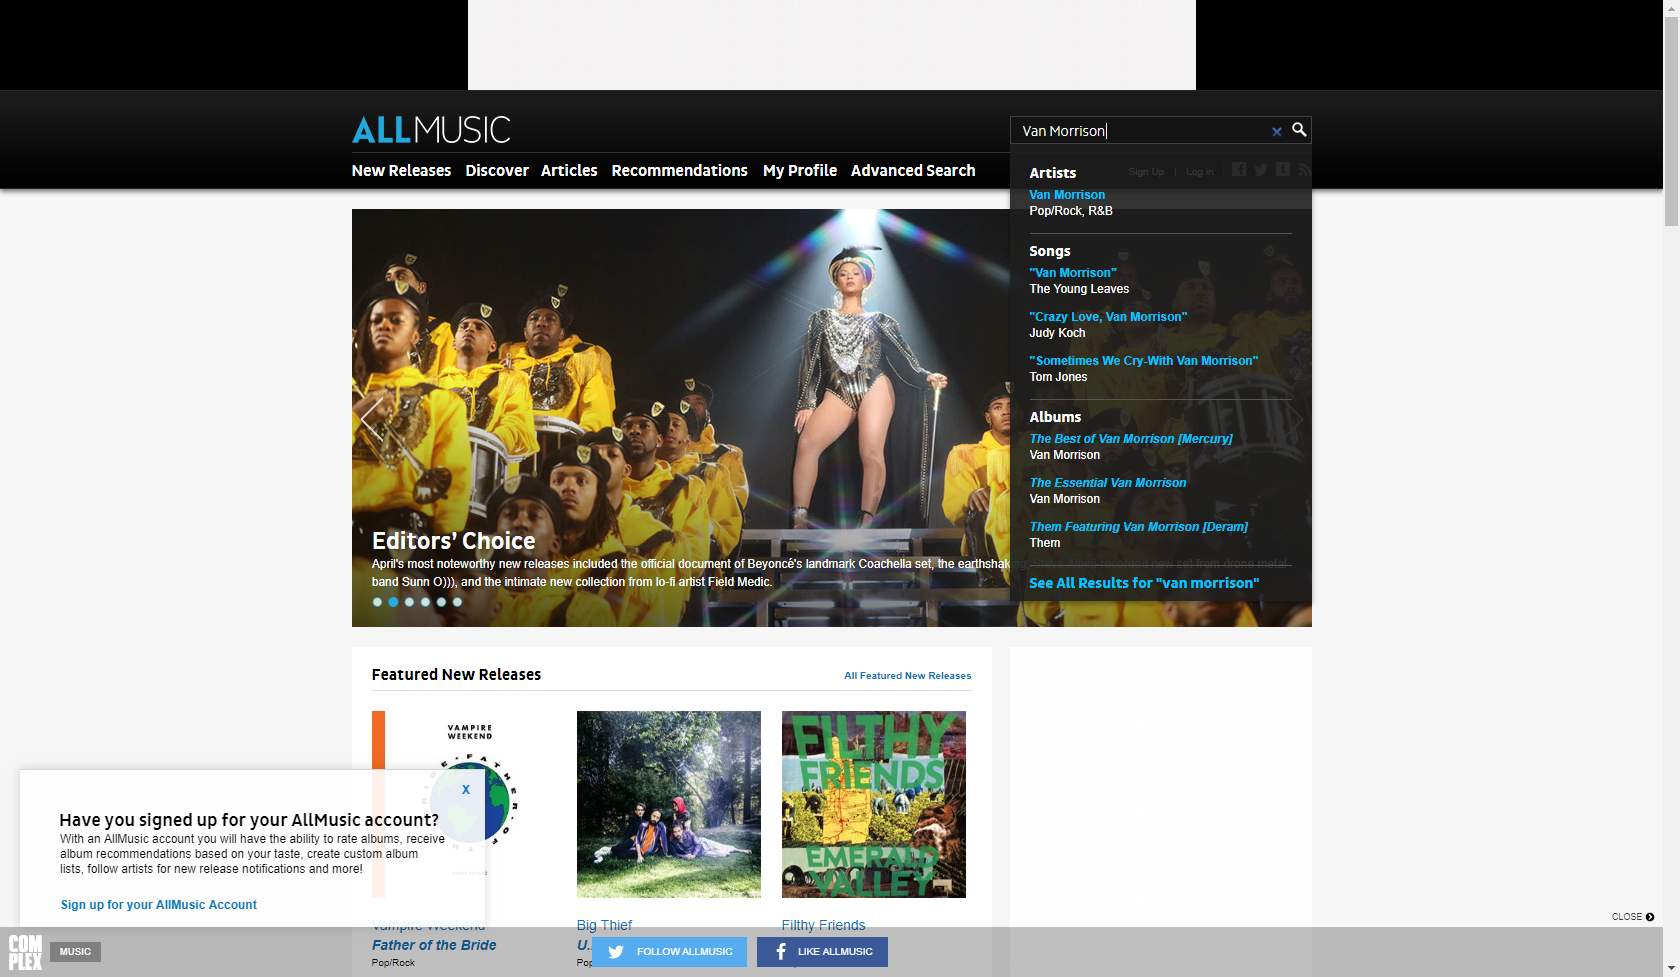 ALLMUSIC
Van Morrison
New Releases Discover Articles Recommendations My Profile Advanced Search
Sign Up | Log in
Artists
Van Morrison
Pop/Rock, R&B
Songs
"Van Morrison"
The Young Leaves
"Crazy Love, Van Morrison"
Judy Koch
"Sometimes We Cry-With Van Morrison"
Tom Jones
Albums
The Best of Van Morrison [Mercury]
Van Morrison
The Essential Van Morrison
Van Morrison
Them Featuring Van Morrison [Deram]
Them
See All Results for "van morrison"
Editors' Choice
April's most noteworthy new releases included the official document of Beyoncé's landmark Coachella set, the earthshaking new set from drone metal
band Sunn O))), and the intimate new collection from lo-fi artist Field Medic.
Featured New Releases
All Featured New Releases
VAMPIRE
WEEKEND
FILTHY
FRIENDS
EMERALD
VALLEY
X
Have you signed up for your AllMusic account?
With an AllMusic account you will have the ability to rate albums, receive
album recommendations based on your taste, create custom album
lists, follow artists for new release notifications and more!
Sign up for your AllMusic Account
Vampire Weekend
Father of the Bride
Pop/Rock
Big Thief
U.
Pop
Filthy Friends
CLOSE
COM
PLEX
MUSIC
FOLLOW ALLMUSIC
LIKE ALLMUSIC